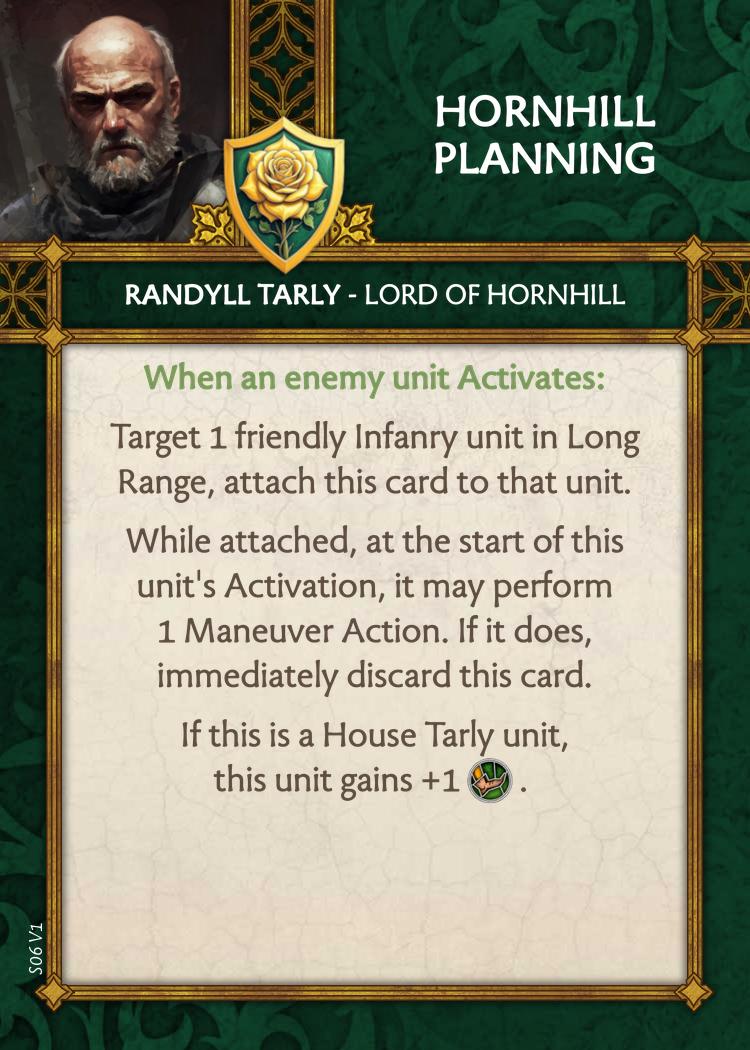 HORNHILL
PLANNING
RANDYLL TARLY - LORD OF HORNHILL
When an enemy unit Activates:
Target 1 friendly Infanry unit in Long
Range, attach this card to that unit.
While attached, at the start of this
unit's Activation, it may perform
1 Maneuver Action. If it does,
immediately discard this card.
If this is a House Tarly unit,
this unit gains +1 .
S06 V1